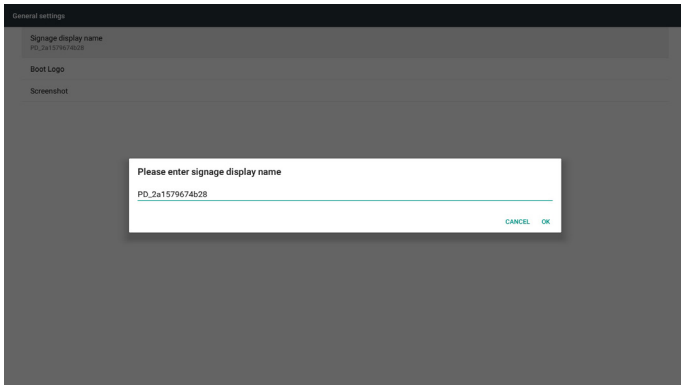 General settings
Signage display name
PD_2a1579674b28
Boot Logo
Screenshot
Please enter signage display name
PD_2a1579674b28
CANCEL OK